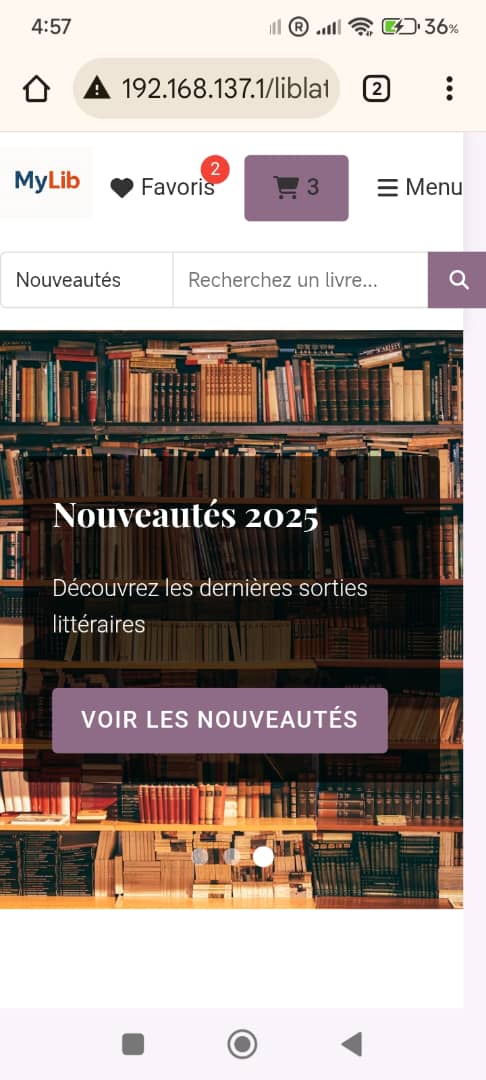 4:57
36%
192.168.137.1/liblat
2
MyLib
Favoris
2
3
Menu
Nouveautés
Recherchez un livre...
Nouveautés 2025
Découvrez les dernières sorties
littéraires
VOIR LES NOUVEAUTÉS